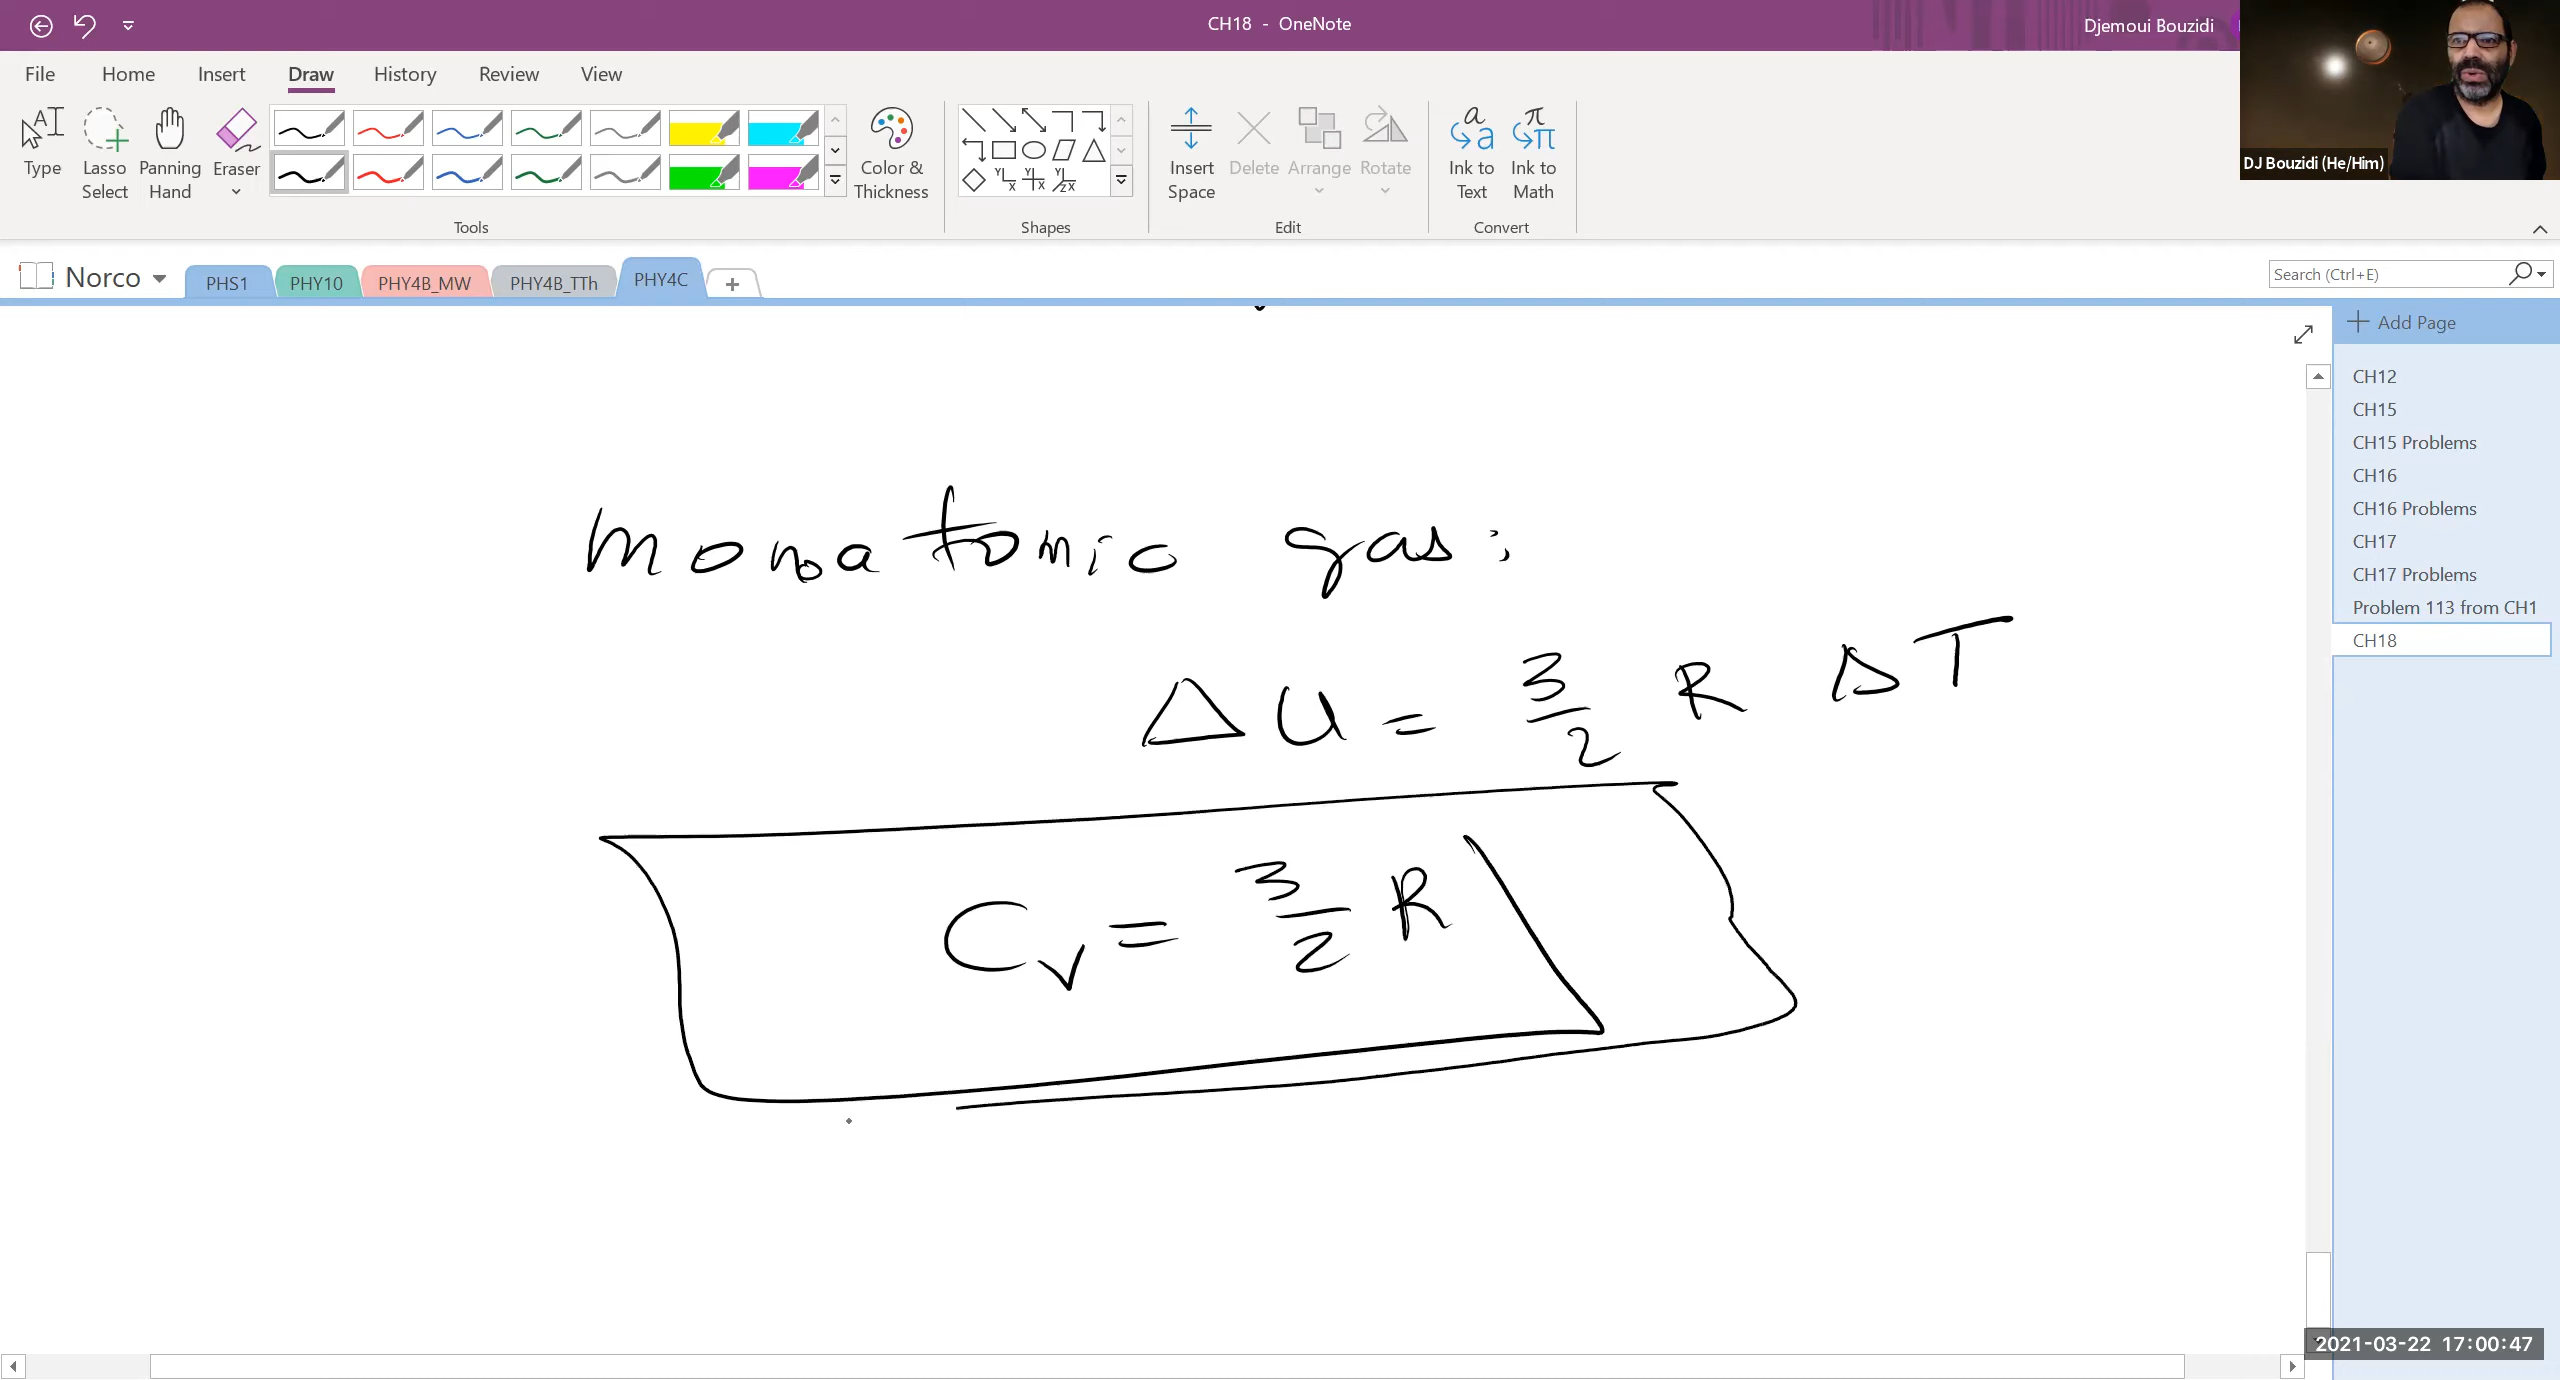 CH18 - OneNote
Djemoui Bouzidi
File Home Insert Draw History Review View
Type
Lasso Select
Panning Hand
Eraser
Color & Thickness
Insert Space
Delete
Arrange
Rotate
Ink to Text
Ink to Math
Tools
Shapes
Edit
Convert
DJ Bouzidi (He/Him)
Norco
PHS1
PHY10
PHY4B_MW
PHY4B_TTh
PHY4C
Search (Ctrl+E)
Add Page
CH12
CH15
CH15 Problems
CH16
CH16 Problems
CH17
CH17 Problems
Problem 113 from CH1
CH18
monoatomic gas:
ΔU = 3/2 R ΔT
C_V = 3/2 R
2021-03-22 17:00:47